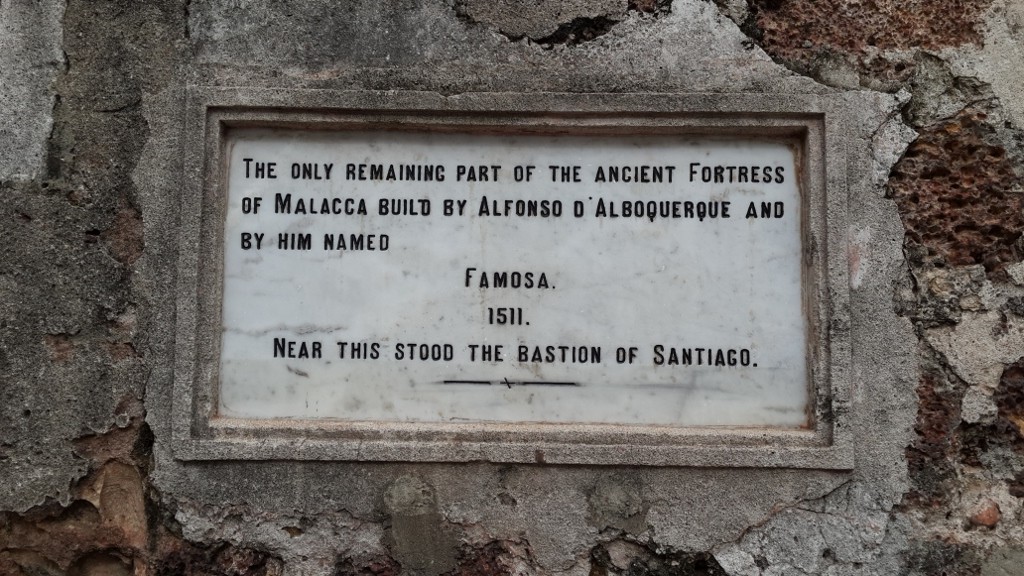 The only remaining part of the ancient Fortress
of Malacca build by Alfonso d'Alboquerque and
by him named
Famosa.
1511.
Near this stood the bastion of Santiago.